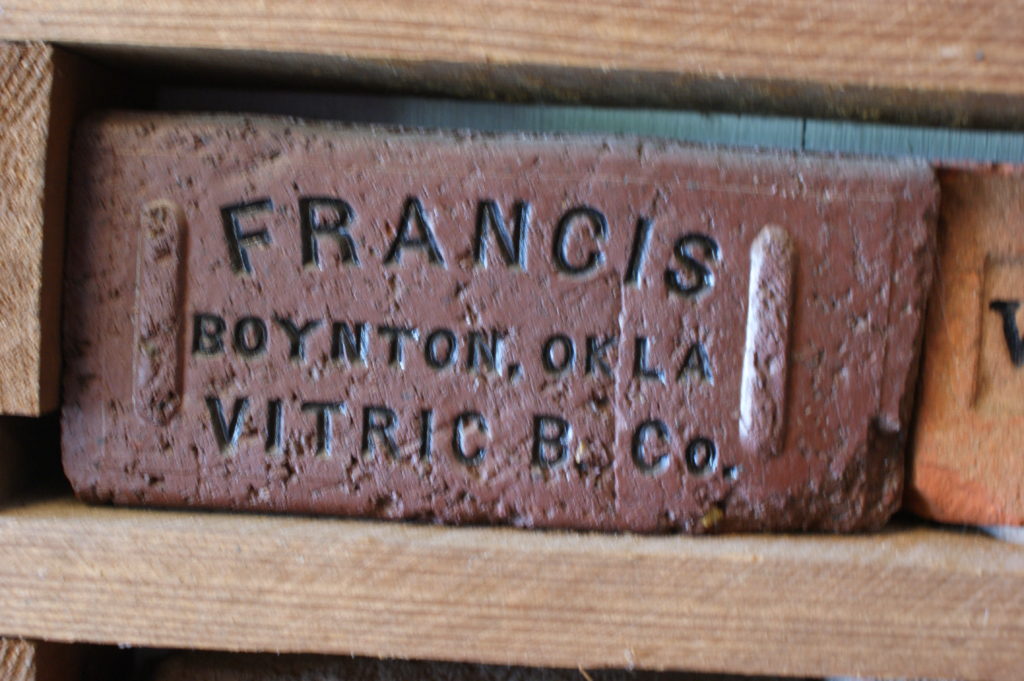 FRANCIS
BOYNTON, OKLA
VITRIC B. Co.